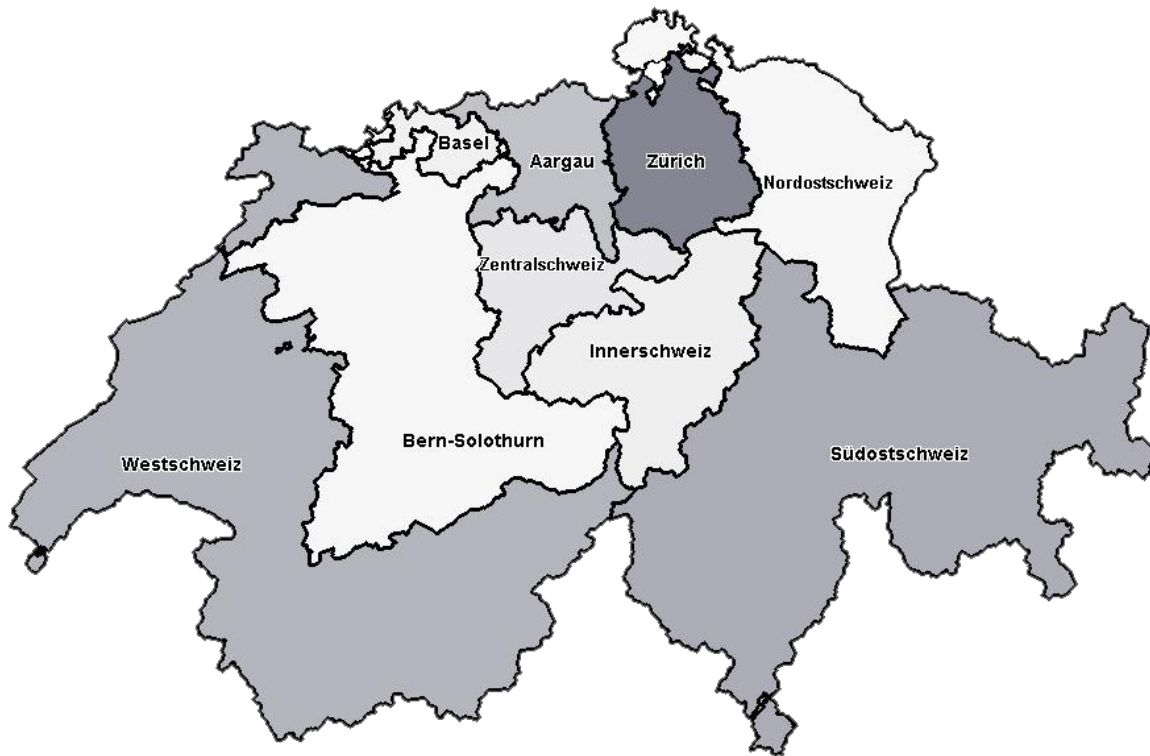 Basel
Aargau
Zürich
Nordostschweiz
Zentralschweiz
Innerschweiz
Bern-Solothurn
Westschweiz
Südostschweiz